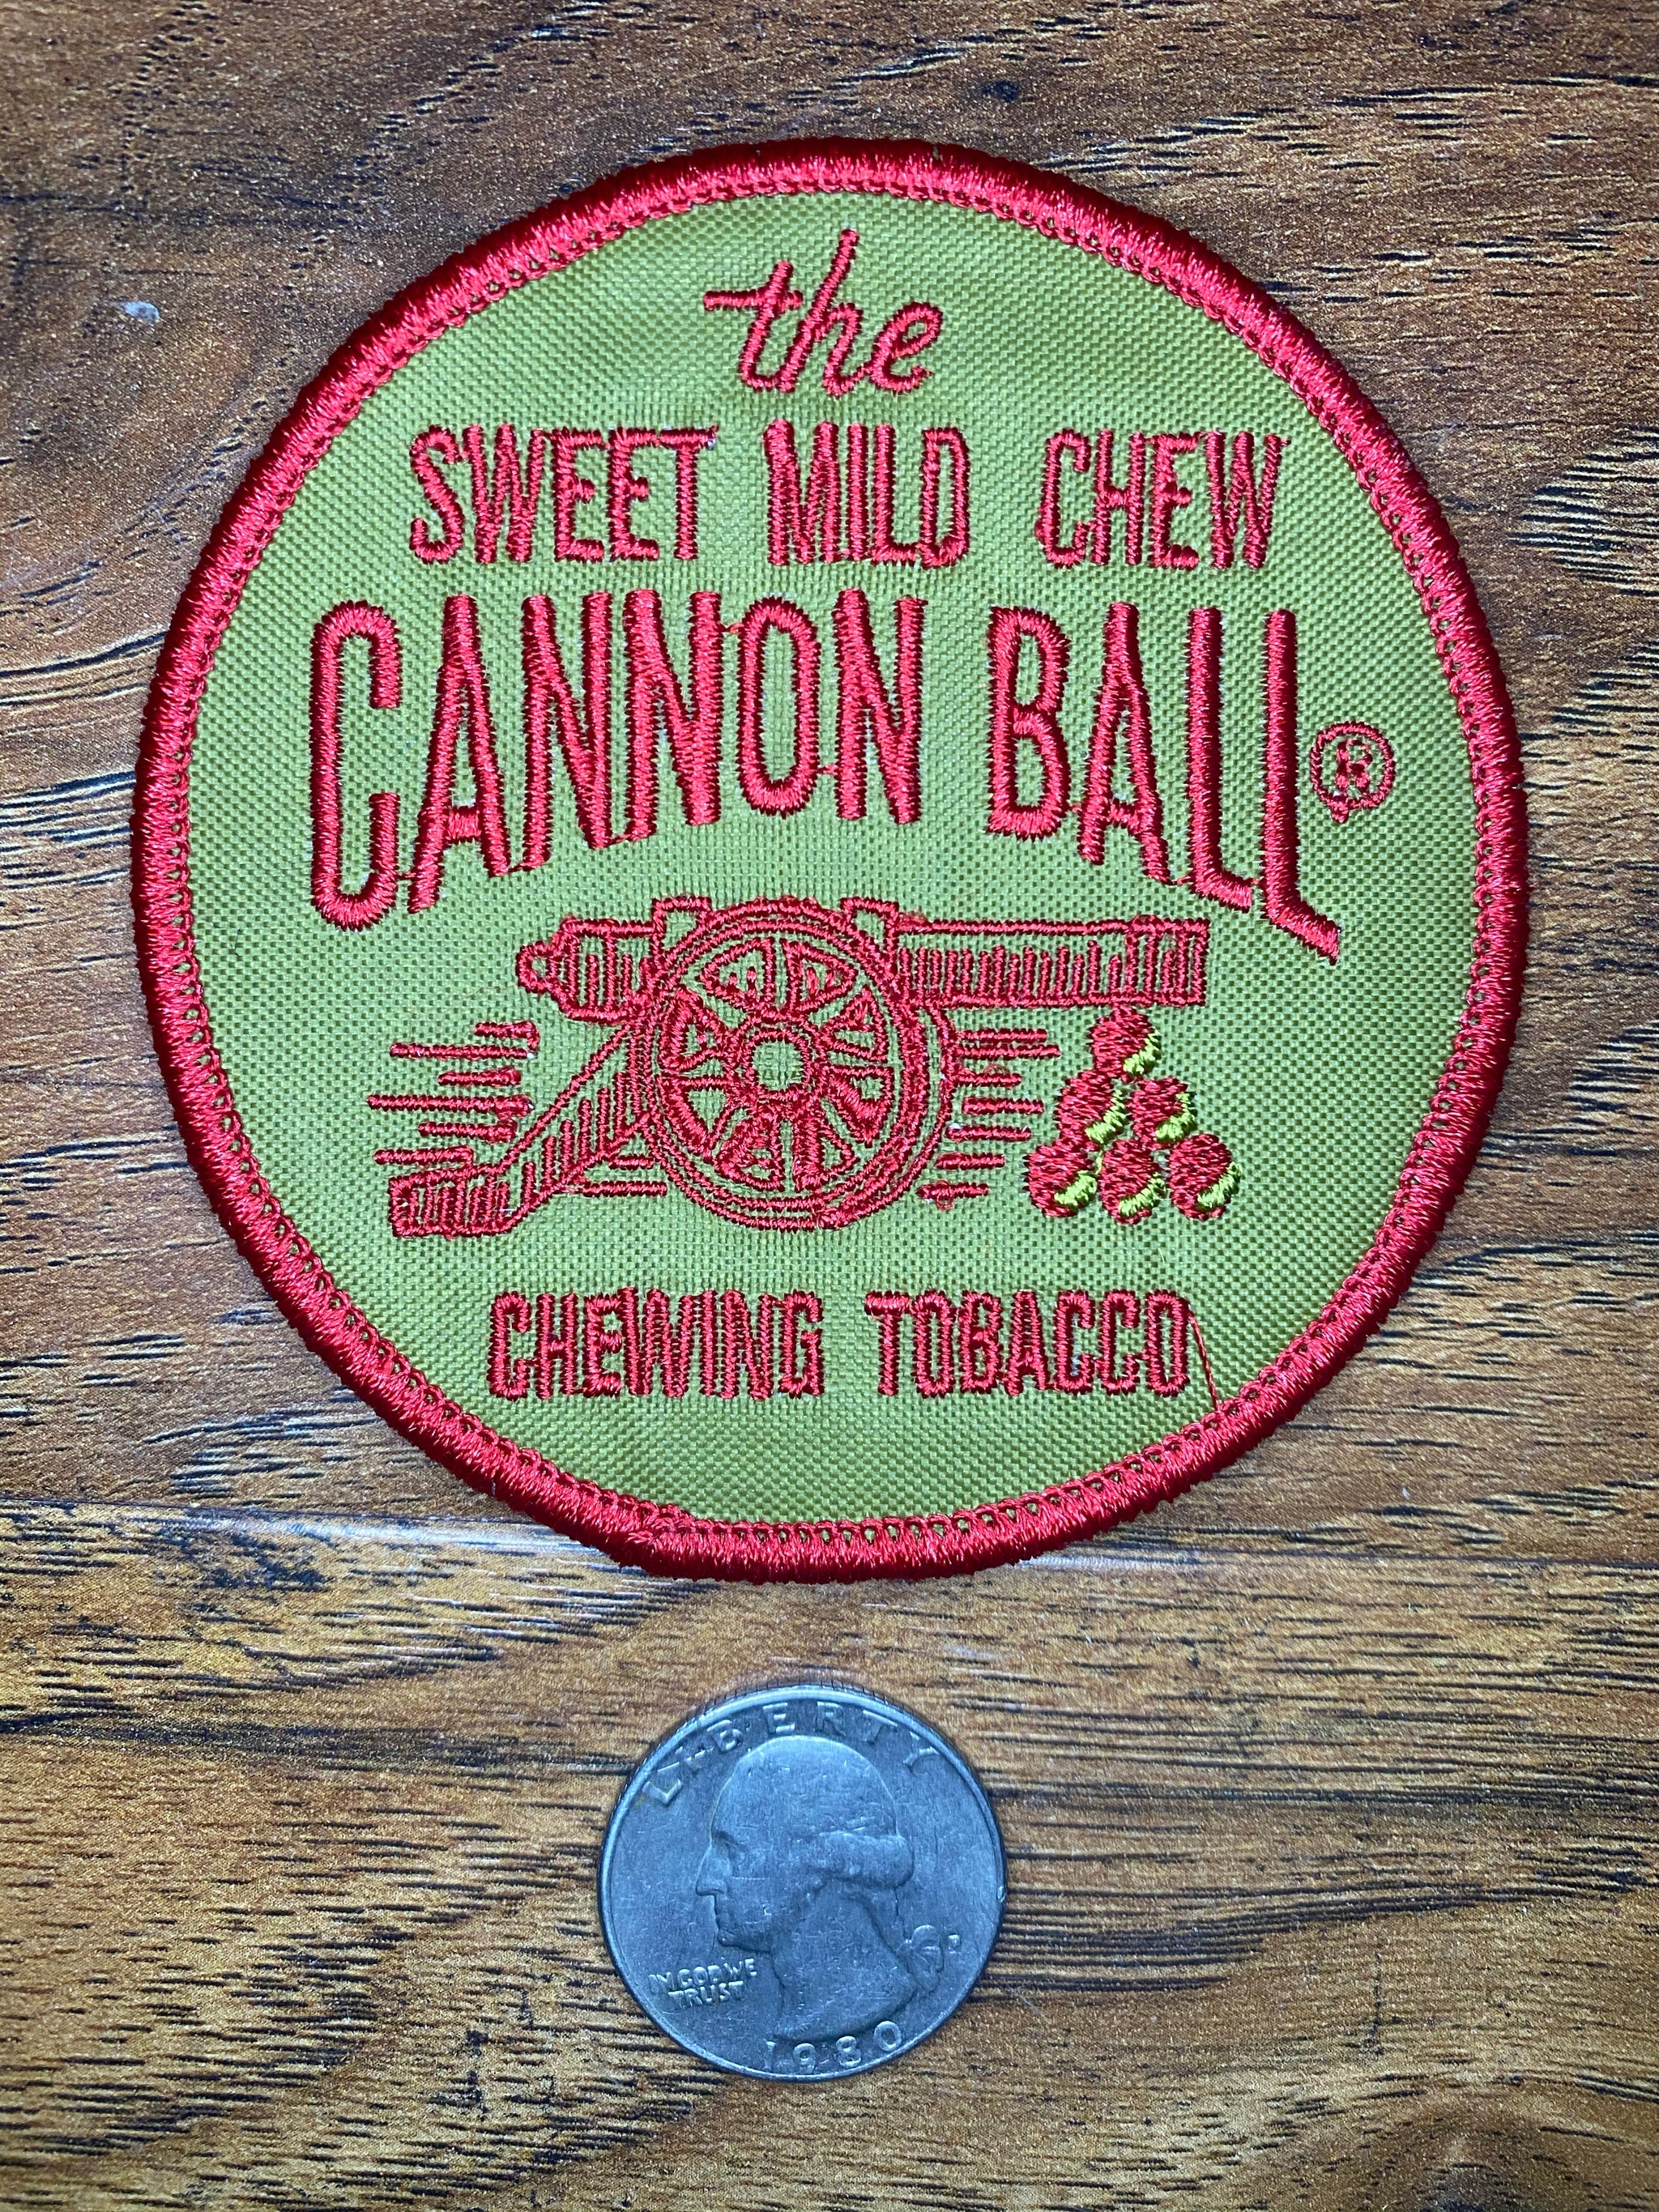 the
SWEET MILD CHEW
CANNON BALL®
CHEWING TOBACCO
LIBERTY
IN GOD WE
TRUST
D
1980